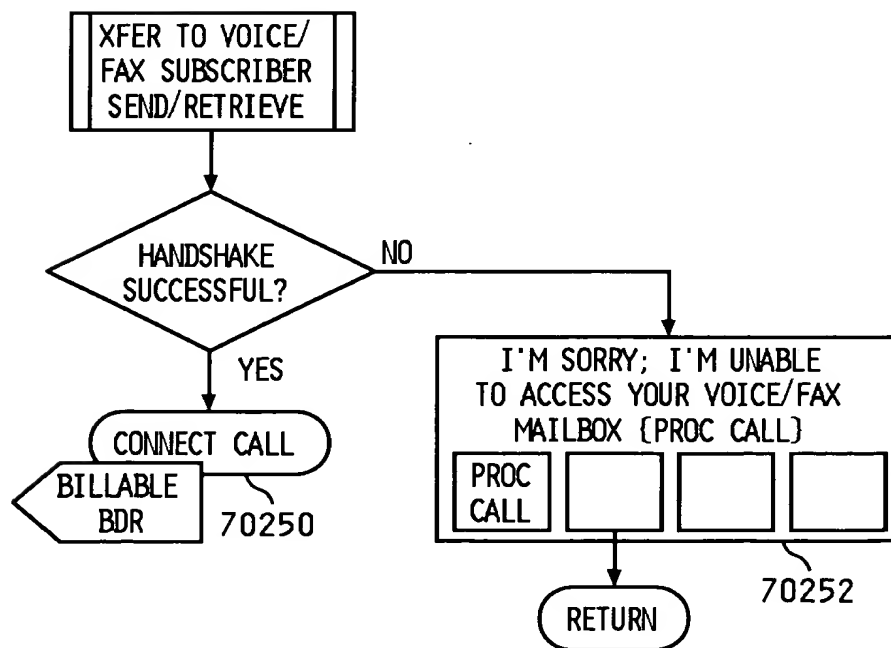 XFER TO VOICE/
FAX SUBSCRIBER
SEND/RETRIEVE
HANDSHAKE
SUCCESSFUL?
NO
YES
CONNECT CALL
BILLABLE
BDR
70250
I'M SORRY; I'M UNABLE
TO ACCESS YOUR VOICE/FAX
MAILBOX {PROC CALL}
PROC
CALL
70252
RETURN